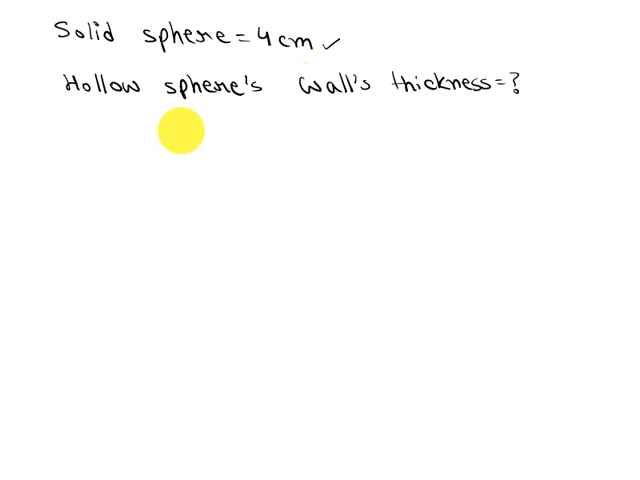 Solid sphere = 4 cm ✓
Hollow sphere's wall's thickness = ?